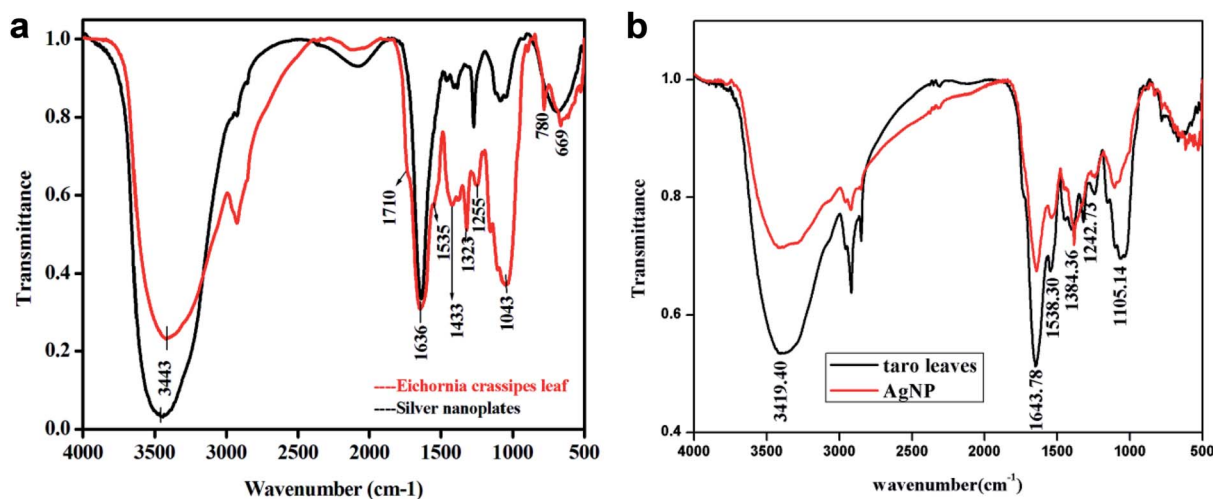 a
1.0
0.8
0.6
0.4
0.2
0.0
Transmittance
4000 3500 3000 2500 2000 1500 1000 500
Wavenumber (cm-1)
3443
1710
1636
1535
1433
1323
1255
1043
780
669
----Eichornia crassipes leaf
----Silver nanoplates
b
1.0
0.8
0.6
0.4
Transmittance
4000 3500 3000 2500 2000 1500 1000 500
wavenumber(cm⁻¹)
3419.40
1643.78
1538.30
1384.36
1242.73
1105.14
taro leaves
AgNP